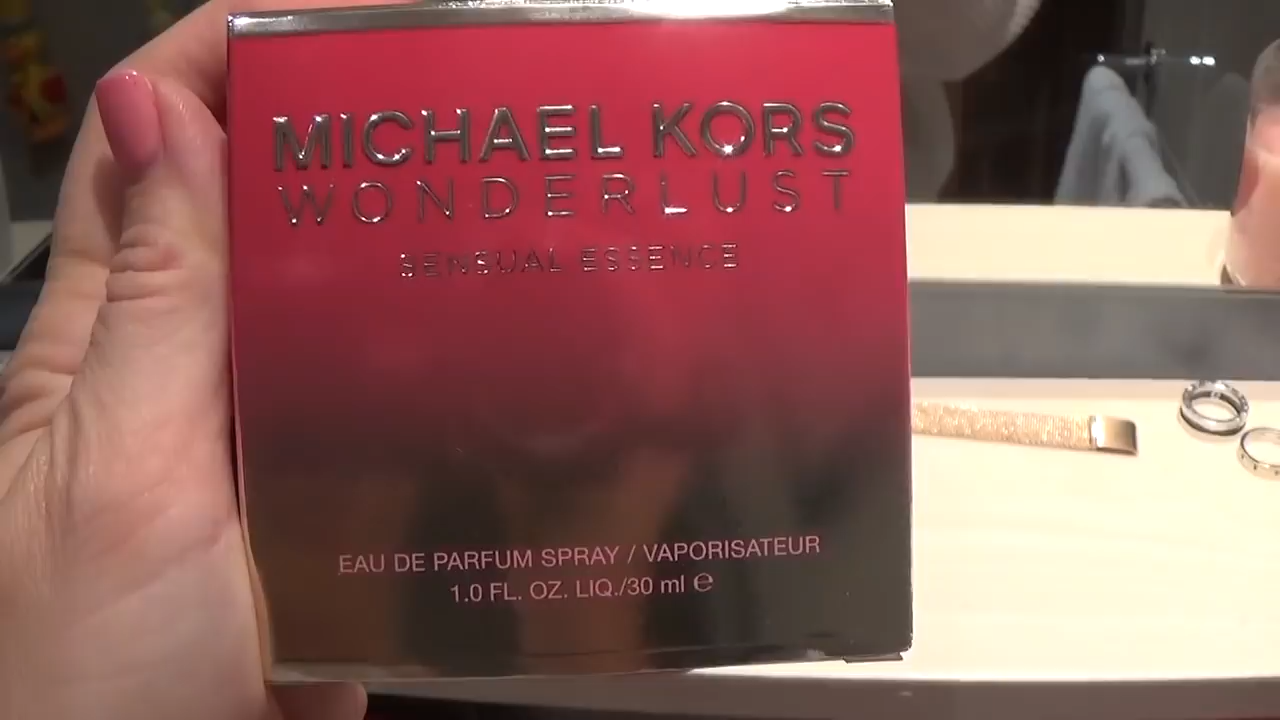 MICHAEL KORS
WONDERLUST
SENSUAL ESSENCE
EAU DE PARFUM SPRAY / VAPORISATEUR
1.0 FL. OZ. LIQ./30 ml ℮